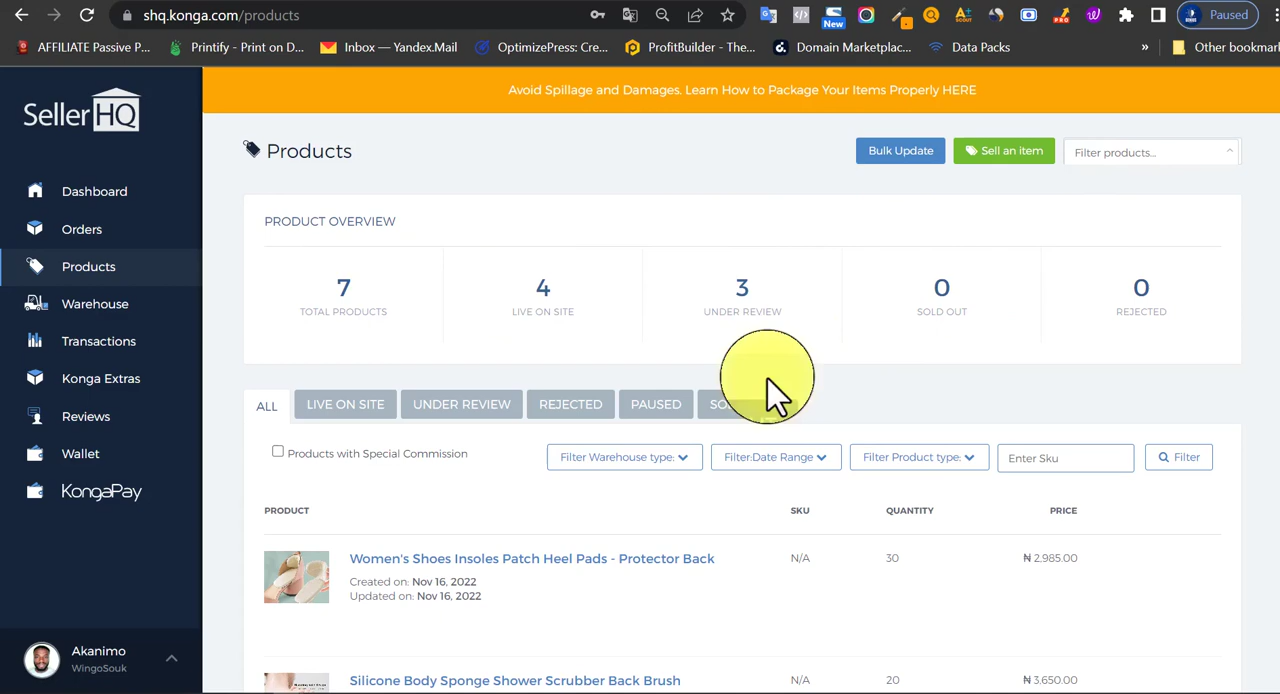 shq.konga.com/products
New
PRO
Paused
AFFILIATE Passive P...
Printify - Print on D...
Inbox — Yandex.Mail
OptimizePress: Cre...
ProfitBuilder - The...
Domain Marketplac...
Data Packs
»
Other bookmar
SellerHQ
Avoid Spillage and Damages. Learn How to Package Your Items Properly HERE
Products
Bulk Update
Sell an item
Filter products...
Dashboard
Orders
Products
Warehouse
Transactions
Konga Extras
Reviews
Wallet
KongaPay
Akanimo
WingoSouk
PRODUCT OVERVIEW
7
TOTAL PRODUCTS
4
LIVE ON SITE
3
UNDER REVIEW
0
SOLD OUT
0
REJECTED
ALL
LIVE ON SITE
UNDER REVIEW
REJECTED
PAUSED
Products with Special Commission
Filter Warehouse type:
Filter:Date Range
Filter Product type:
Enter Sku
Filter
PRODUCT SKU QUANTITY PRICE
Women's Shoes Insoles Patch Heel Pads - Protector Back N/A 30 ₦ 2,985.00
Created on: Nov 16, 2022
Updated on: Nov 16, 2022
Silicone Body Sponge Shower Scrubber Back Brush N/A 20 ₦ 3,650.00